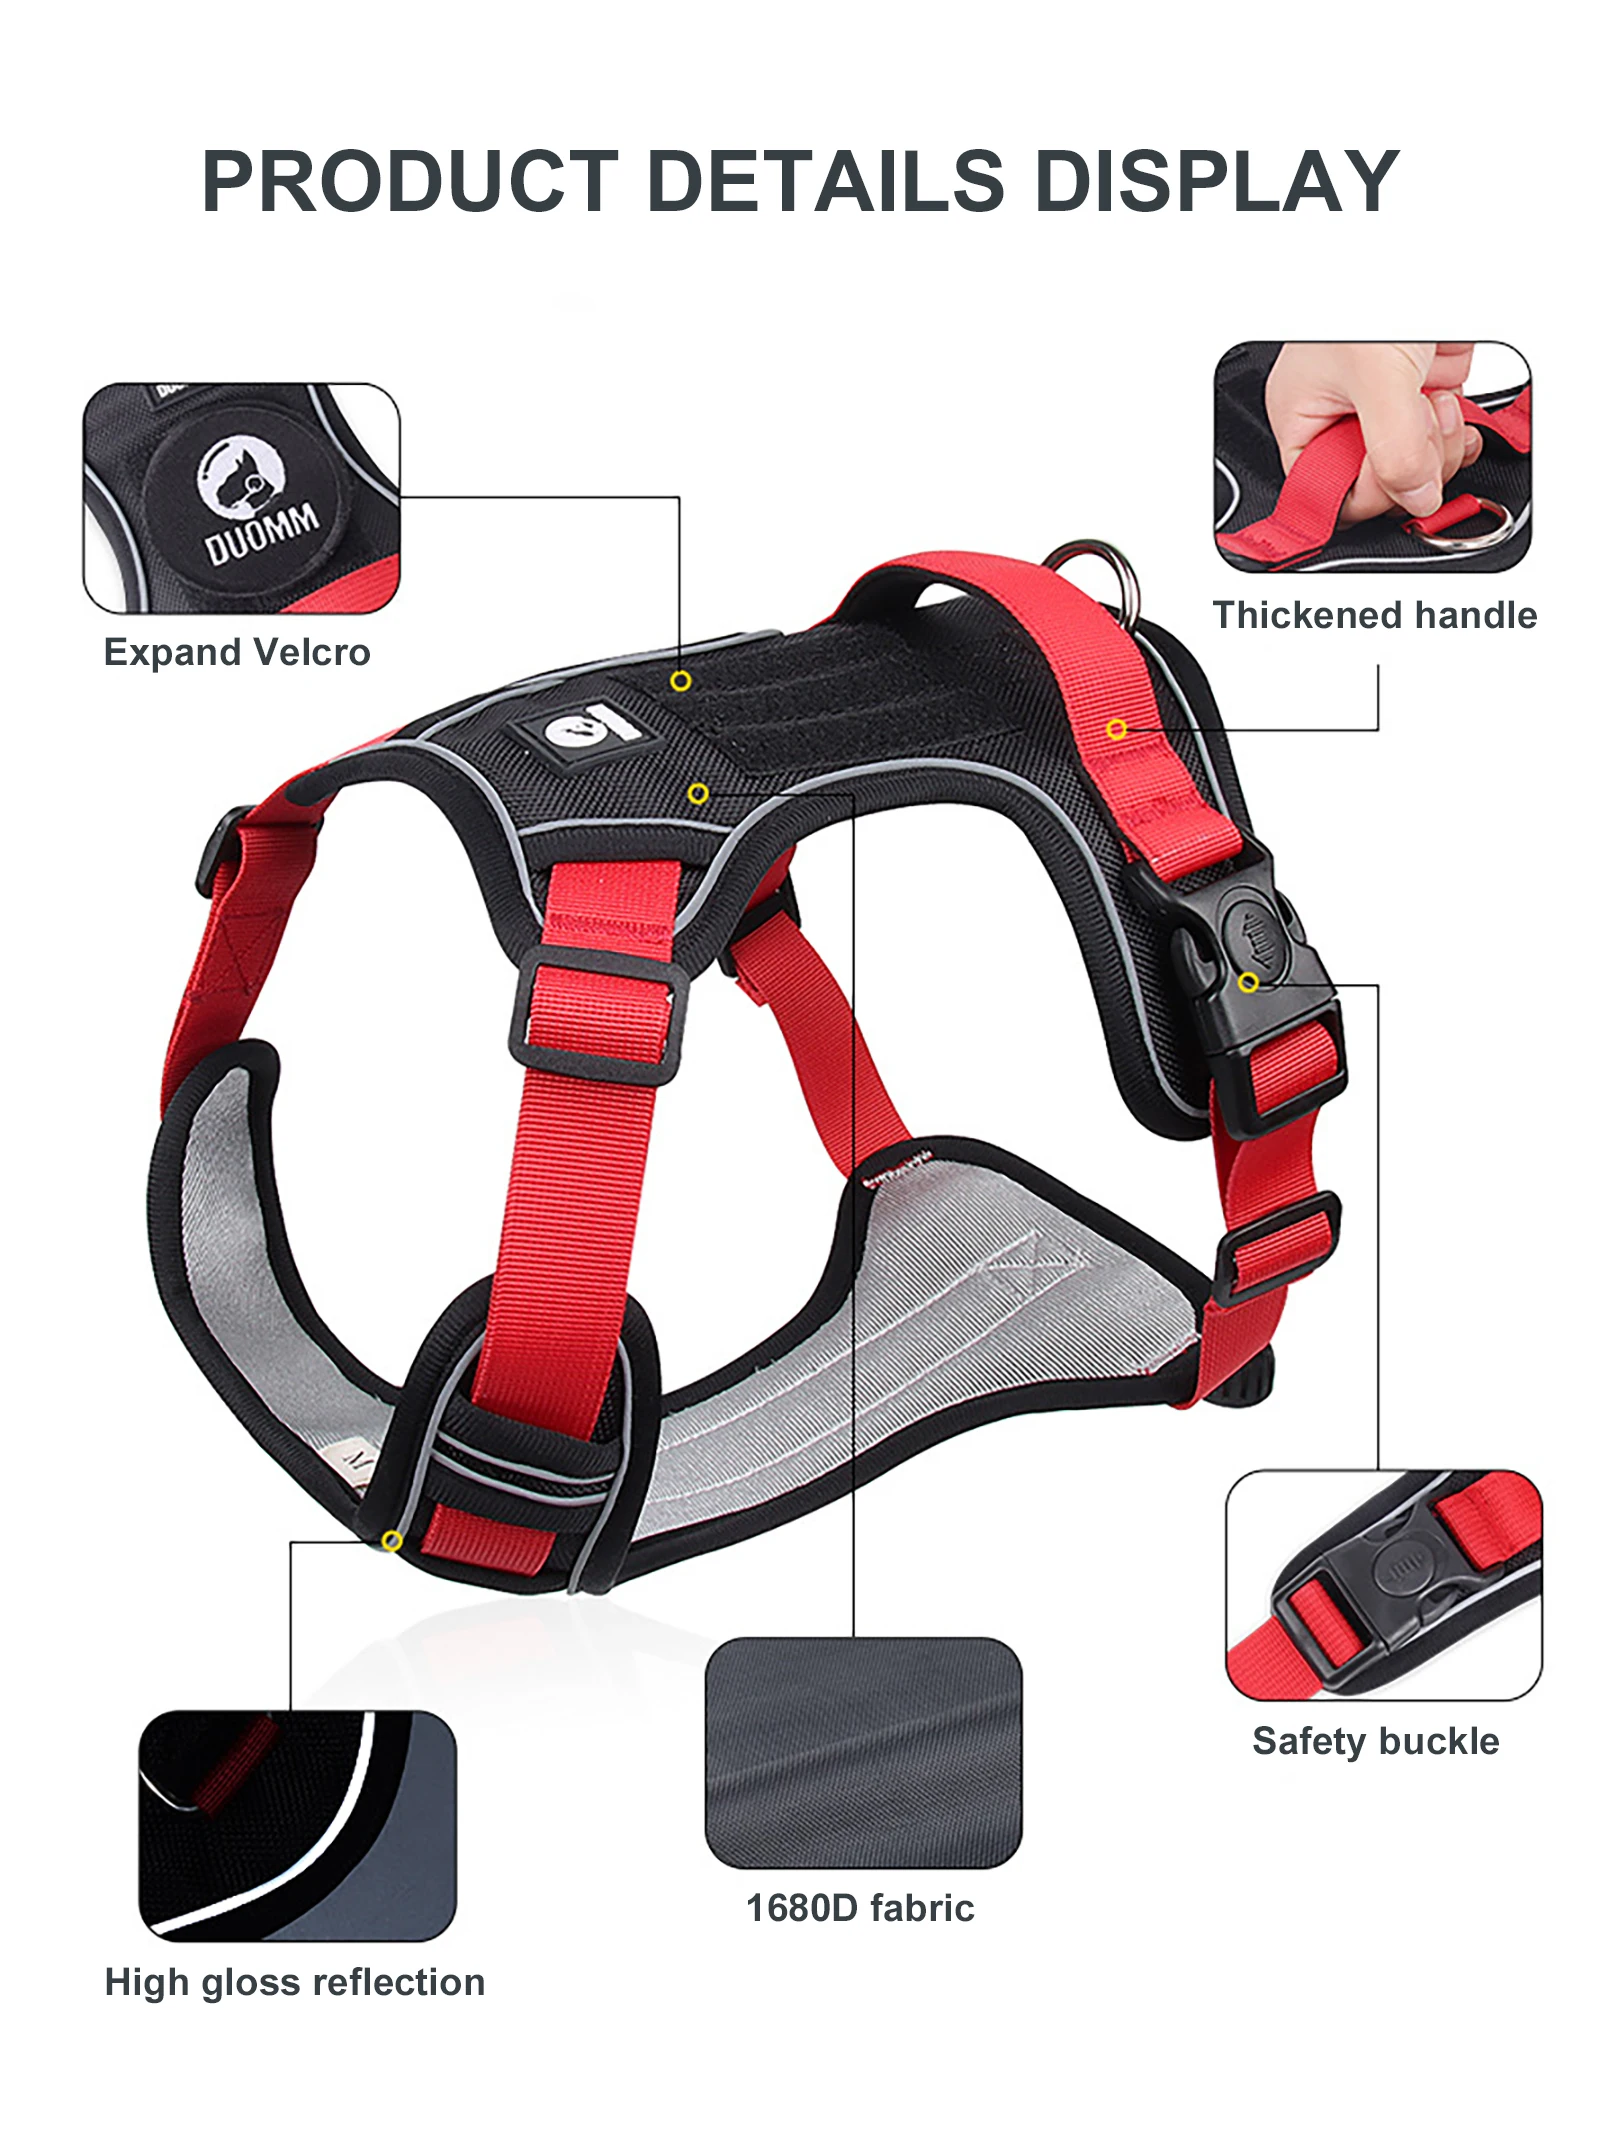 PRODUCT DETAILS DISPLAY
DUOMM
Expand Velcro
Thickened handle
M
Safety buckle
1680D fabric
High gloss reflection